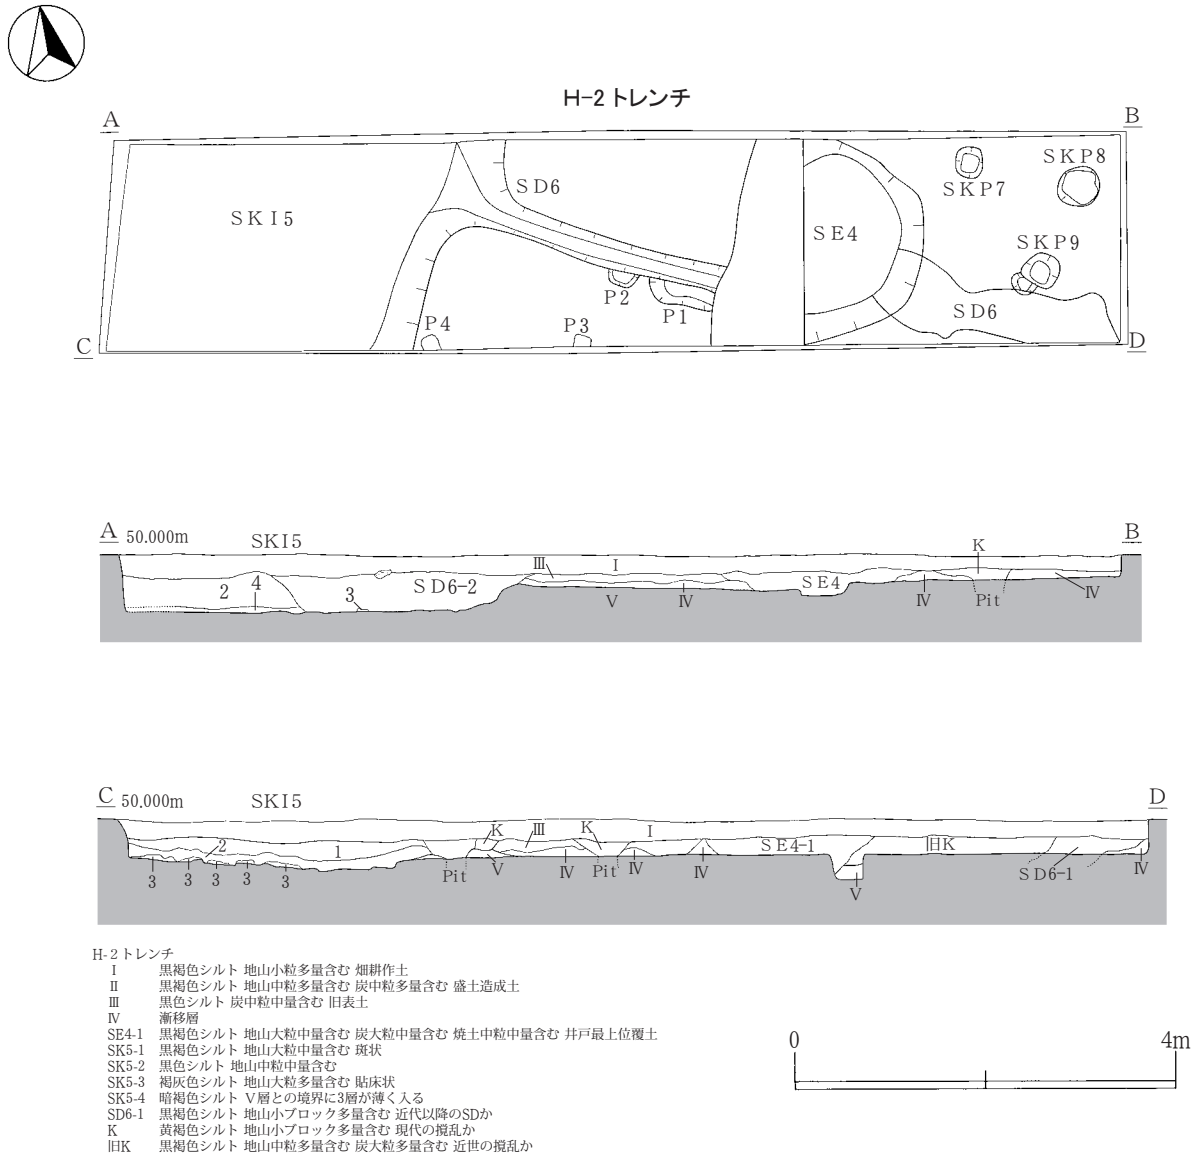 H-2 トレンチ
A
B
SKI5
SD6
SE4
SKP7
SKP8
SKP9
SD6
P2
P1
P4
P3
C
D
A 50.000m SKI5
B
K
Ⅲ
I
2
4
3
SD6-2
SE4
V
Ⅳ
Ⅳ
Pit
Ⅳ
C 50.000m SKI5
D
K
Ⅲ
K
I
2
1
SE4-1
旧K
3 3 3 3 3
Pit
V
Ⅳ
Pit
Ⅳ
Ⅳ
V
SD6-1
Ⅳ
H-2トレンチ
I 黒褐色シルト 地山小粒多量含む 畑耕作土
Ⅱ 黒褐色シルト 地山中粒多量含む 炭中粒多量含む 盛土造成土
Ⅲ 黒色シルト 炭中粒中量含む 旧表土
Ⅳ 漸移層
SE4-1 黒褐色シルト 地山大粒中量含む 炭大粒中量含む 焼土中粒中量含む 井戸最上位覆土
SK5-1 黒褐色シルト 地山大粒中量含む 斑状
SK5-2 黒色シルト 地山中粒中量含む
SK5-3 褐灰色シルト 地山大粒多量含む 貼床状
SK5-4 暗褐色シルト V層との境界に3層が薄く入る
SD6-1 黒褐色シルト 地山小ブロック多量含む 近代以降のSDか
K 黄褐色シルト 地山小ブロック多量含む 現代の撹乱か
旧K 黒褐色シルト 地山中粒多量含む 炭大粒多量含む 近世の撹乱か
0 4m